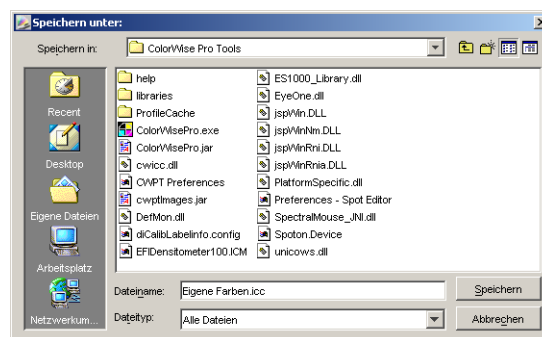 Speichern unter:
Speichern in:
ColorWise Pro Tools
Recent
Desktop
Eigene Dateien
Arbeitsplatz
Netzwerkum...
help
libraries
ProfileCache
ColorWisePro.exe
ColorWisePro.jar
cwicc.dll
CWPT Preferences
cwptImages.jar
DefMon.dll
diCalibLabelinfo.config
EFIDensitometer100.ICM
ES1000_Library.dll
EyeOne.dll
jspWin.DLL
jspWinNm.DLL
jspWinRni.DLL
jspWinRnia.DLL
PlatformSpecific.dll
Preferences - Spot Editor
SpectralMouse_JNI.dll
Spoton.Device
unicows.dll
Dateiname:
Eigene Farben.icc
Speichern
Dateityp:
Alle Dateien
Abbrechen